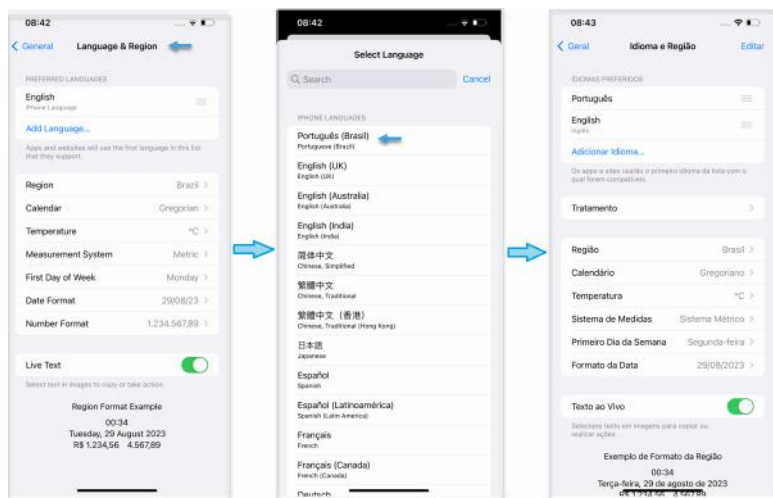 08:42
General
Language & Region
PREFERRED LANGUAGES
English
iPhone Language
Add Language...
Apps and websites will use the first language in this list
that they support.
Region
Brazil
Calendar
Gregorian
Temperature
°C
Measurement System
Metric
First Day of Week
Monday
Date Format
29/08/23
Number Format
1.234.567,89
Live Text
Select text in images to copy or take action.
Region Format Example
00:34
Tuesday, 29 August 2023
R$ 1.234,56 4.567,89
08:42
Select Language
Search
Cancel
IPHONE LANGUAGES
Português (Brasil)
Portuguese (Brazil)
English (UK)
English (UK)
English (Australia)
English (Australia)
English (India)
English (India)
简体中文
Chinese, Simplified
繁體中文
Chinese, Traditional
繁體中文 (香港)
Chinese, Traditional (Hong Kong)
日本語
Japanese
Español
Spanish
Español (Latinoamérica)
Spanish (Latin America)
Français
French
Français (Canada)
French (Canada)
Deutsch
08:43
Geral
Idioma e Região
Editar
IDIOMAS PREFERIDOS
Português
English
Inglês
Adicionar Idioma...
Os apps e sites usarão o primeiro idioma da lista com o
qual forem compatíveis.
Tratamento
Região
Brasil
Calendário
Gregoriano
Temperatura
°C
Sistema de Medidas
Sistema Métrico
Primeiro Dia da Semana
Segunda-feira
Formato da Data
29/08/2023
Texto ao Vivo
Selecione texto em imagens para copiar ou
realizar ações.
Exemplo de Formato da Região
00:34
Terça-feira, 29 de agosto de 2023
R$ 1.234,56 4.567,89